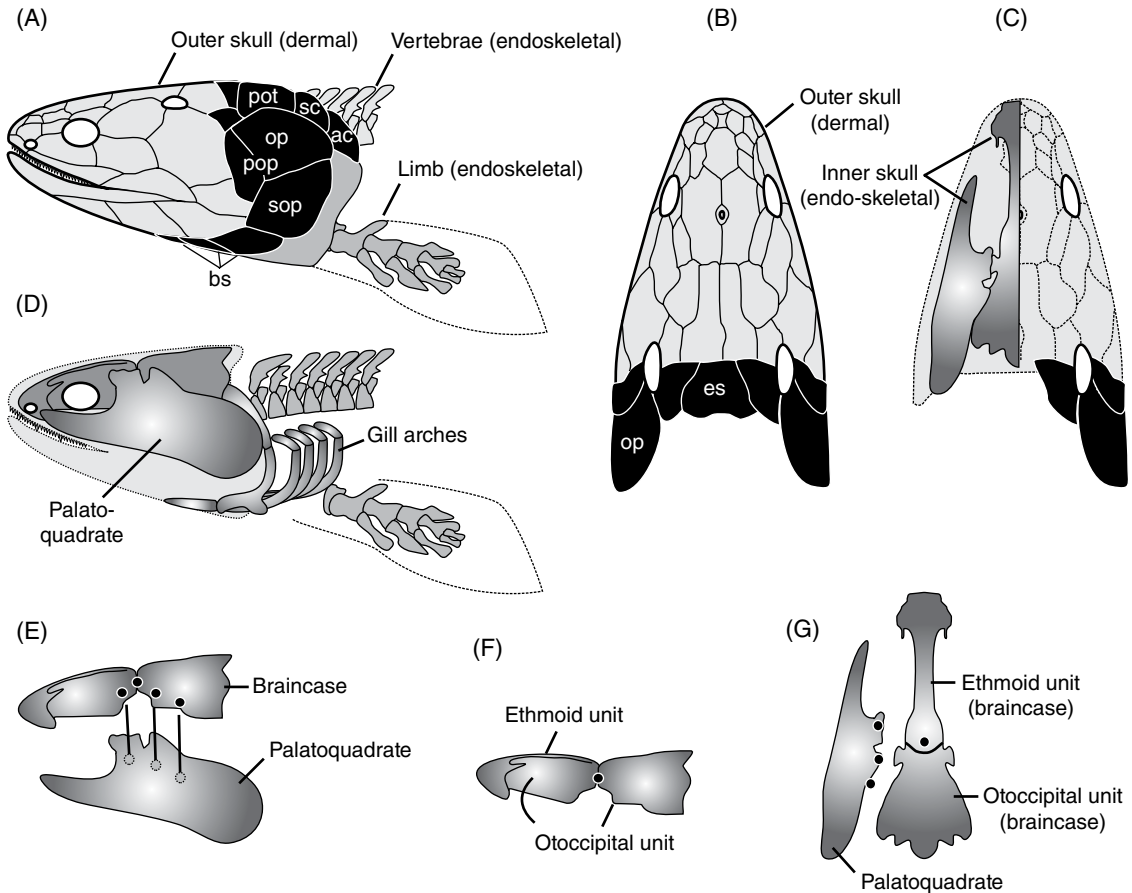 (A)
Outer skull (dermal)
Vertebrae (endoskeletal)
pot
sc
op
ac
pop
sop
Limb (endoskeletal)
bs
(B)
Outer skull
(dermal)
es
op
(C)
Inner skull
(endo-skeletal)
(D)
Gill arches
Palato-
quadrate
(E)
Braincase
Palatoquadrate
(F)
Ethmoid unit
Otoccipital unit
(G)
Ethmoid unit
(braincase)
Otoccipital unit
(braincase)
Palatoquadrate